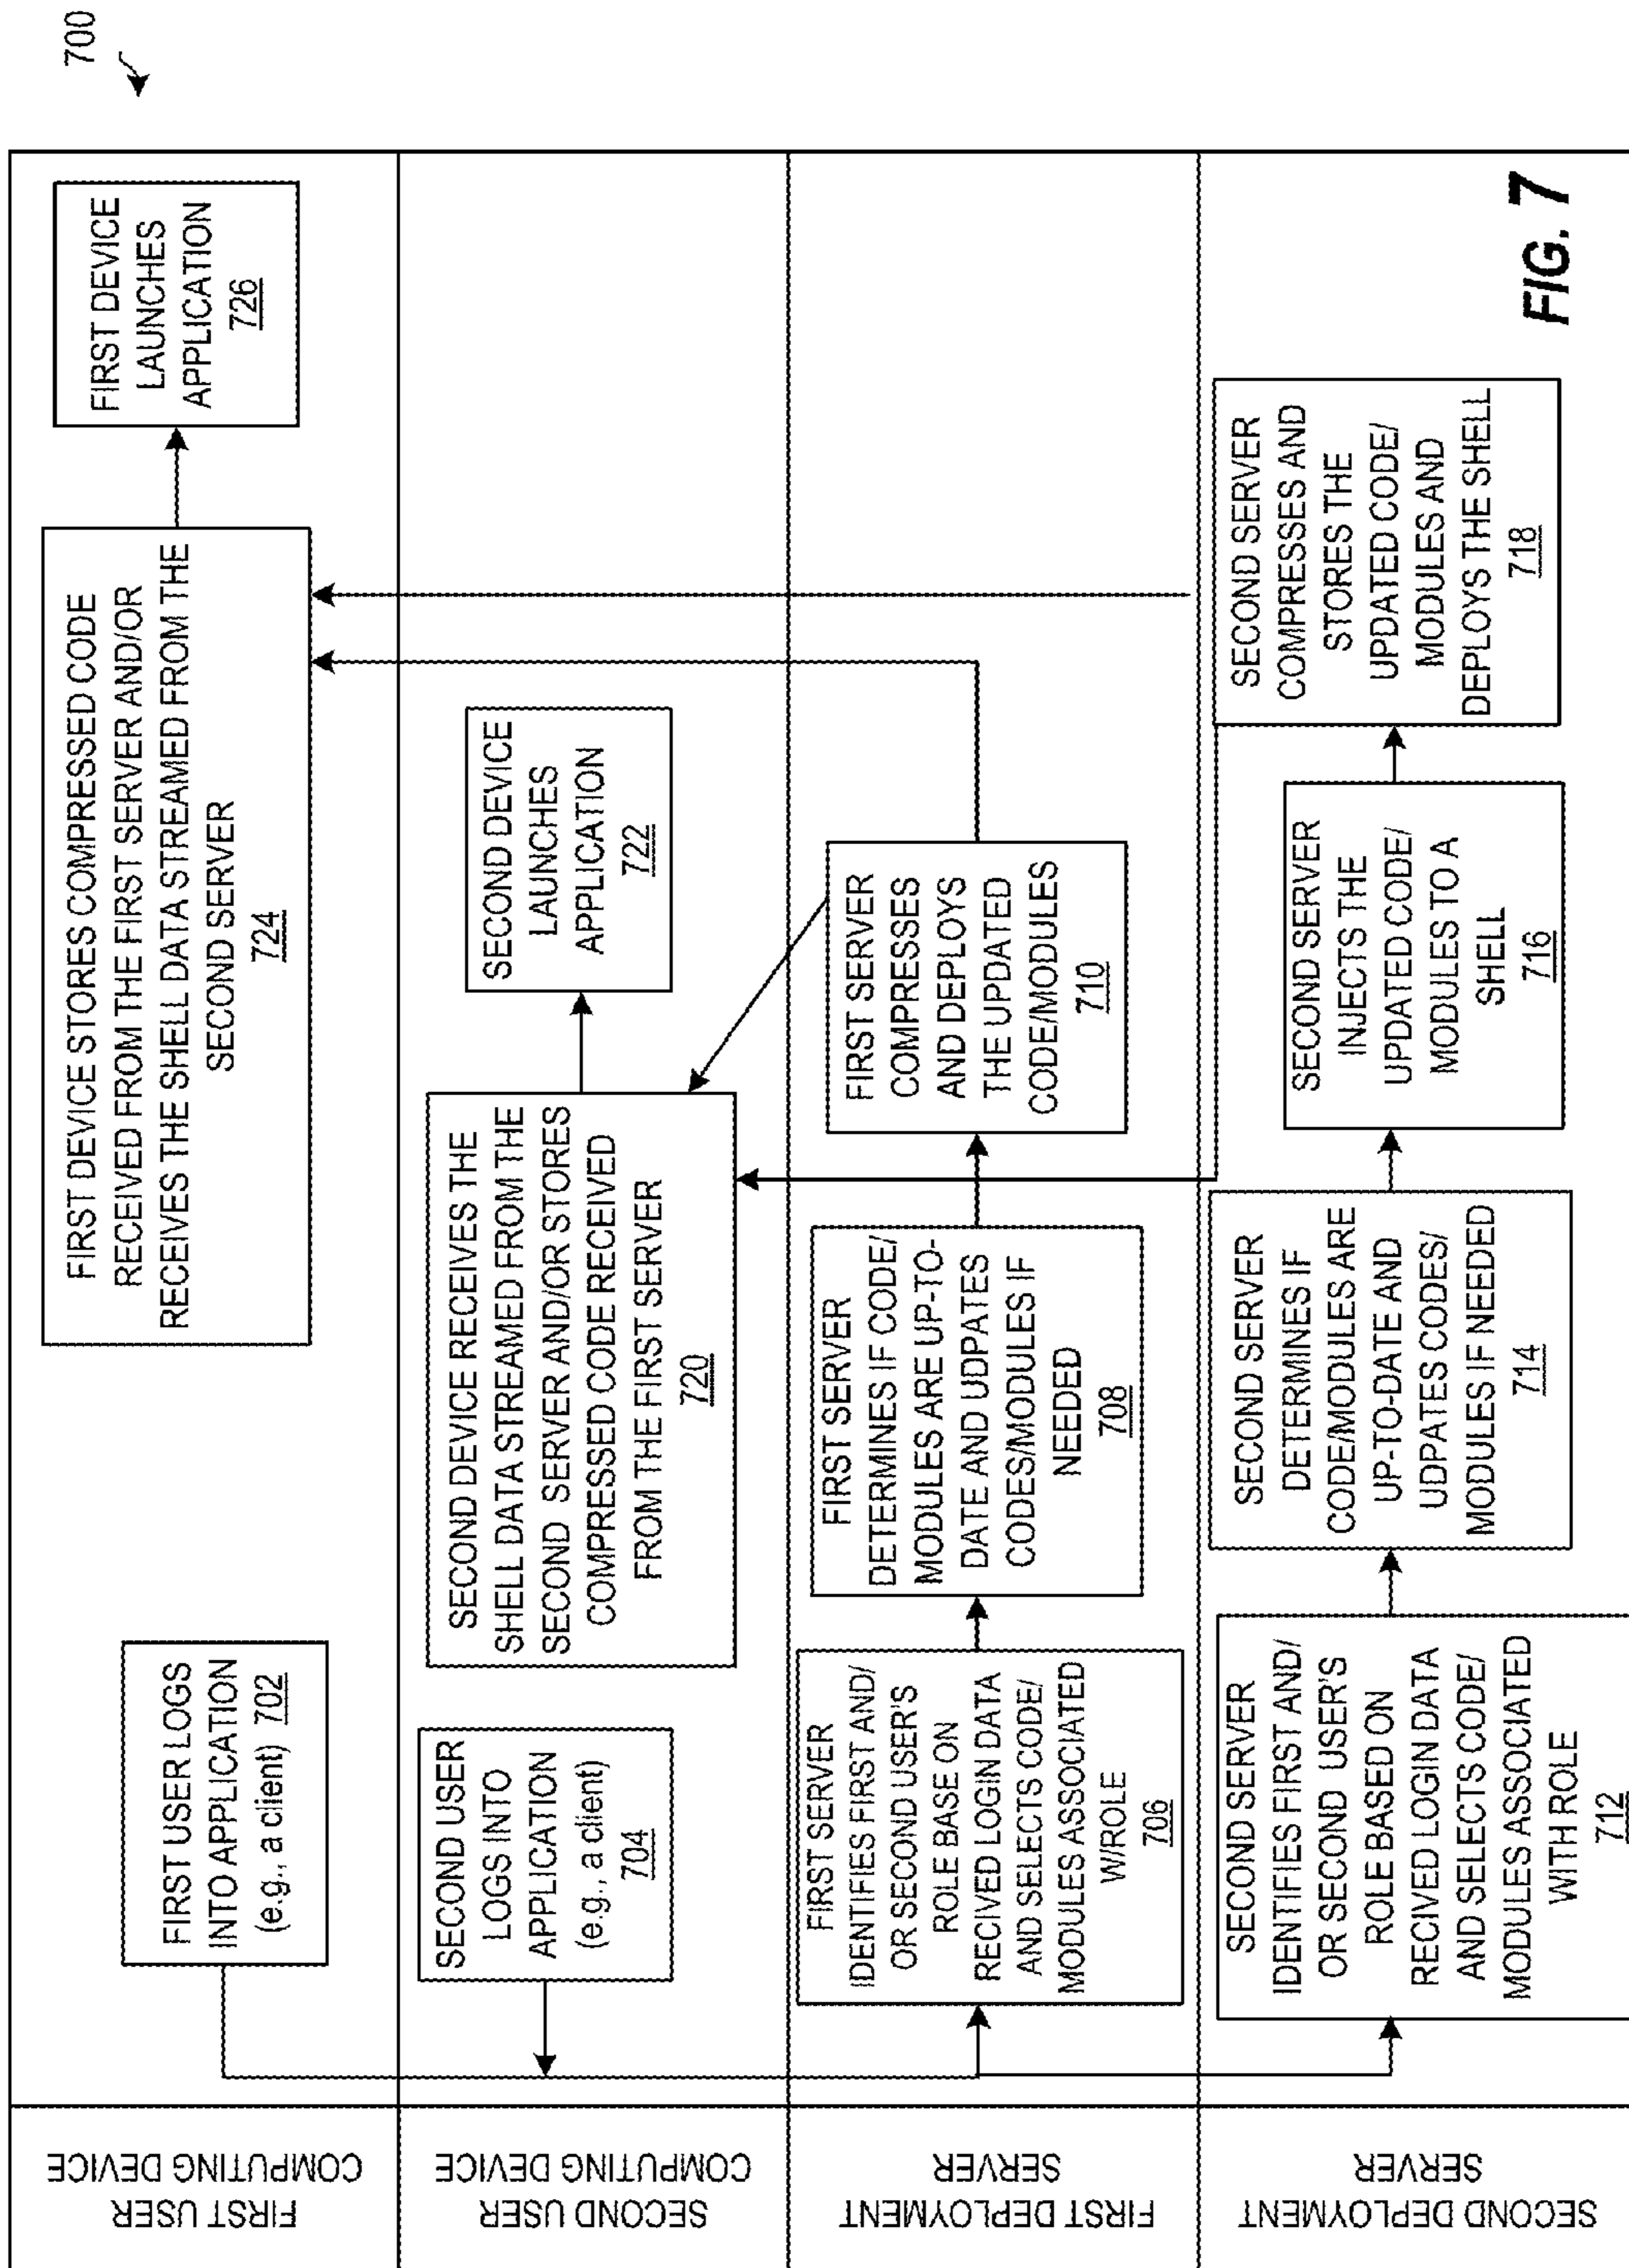 700
FIRST USER
COMPUTING DEVICE
FIRST USER LOGS
INTO APPLICATION
(e.g., a client) 702
FIRST DEVICE STORES COMPRESSED CODE
RECEIVED FROM THE FIRST SERVER AND/OR
RECEIVES THE SHELL DATA STREAMED FROM THE
SECOND SERVER
724
FIRST DEVICE
LAUNCHES
APPLICATION
726
SECOND USER
COMPUTING DEVICE
SECOND USER
LOGS INTO
APPLICATION
(e.g., a client)
704
SECOND DEVICE RECEIVES THE
SHELL DATA STREAMED FROM THE
SECOND SERVER AND/OR STORES
COMPRESSED CODE RECEIVED
FROM THE FIRST SERVER
720
SECOND DEVICE
LAUNCHES
APPLICATION
722
FIRST DEPLOYMENT
SERVER
FIRST SERVER
IDENTIFIES FIRST AND/
OR SECOND USER'S
ROLE BASE ON
RECIVED LOGIN DATA
AND SELECTS CODE/
MODULES ASSOCIATED
W/ROLE
706
FIRST SERVER
DETERMINES IF CODE/
MODULES ARE UP-TO-
DATE AND UDPATES
CODES/MODULES IF
NEEDED
708
FIRST SERVER
COMPRESSES
AND DEPLOYS
THE UPDATED
CODE/MODULES
710
SECOND DEPLOYMENT
SERVER
SECOND SERVER
IDENTIFIES FIRST AND/
OR SECOND USER'S
ROLE BASED ON
RECIVED LOGIN DATA
AND SELECTS CODE/
MODULES ASSOCIATED
WITH ROLE
712
SECOND SERVER
DETERMINES IF
CODE/MODULES ARE
UP-TO-DATE AND
UDPATES CODES/
MODULES IF NEEDED
714
SECOND SERVER
INJECTS THE
UPDATED CODE/
MODULES TO A
SHELL
716
SECOND SERVER
COMPRESSES AND
STORES THE
UPDATED CODE/
MODULES AND
DEPLOYS THE SHELL
718
FIG. 7